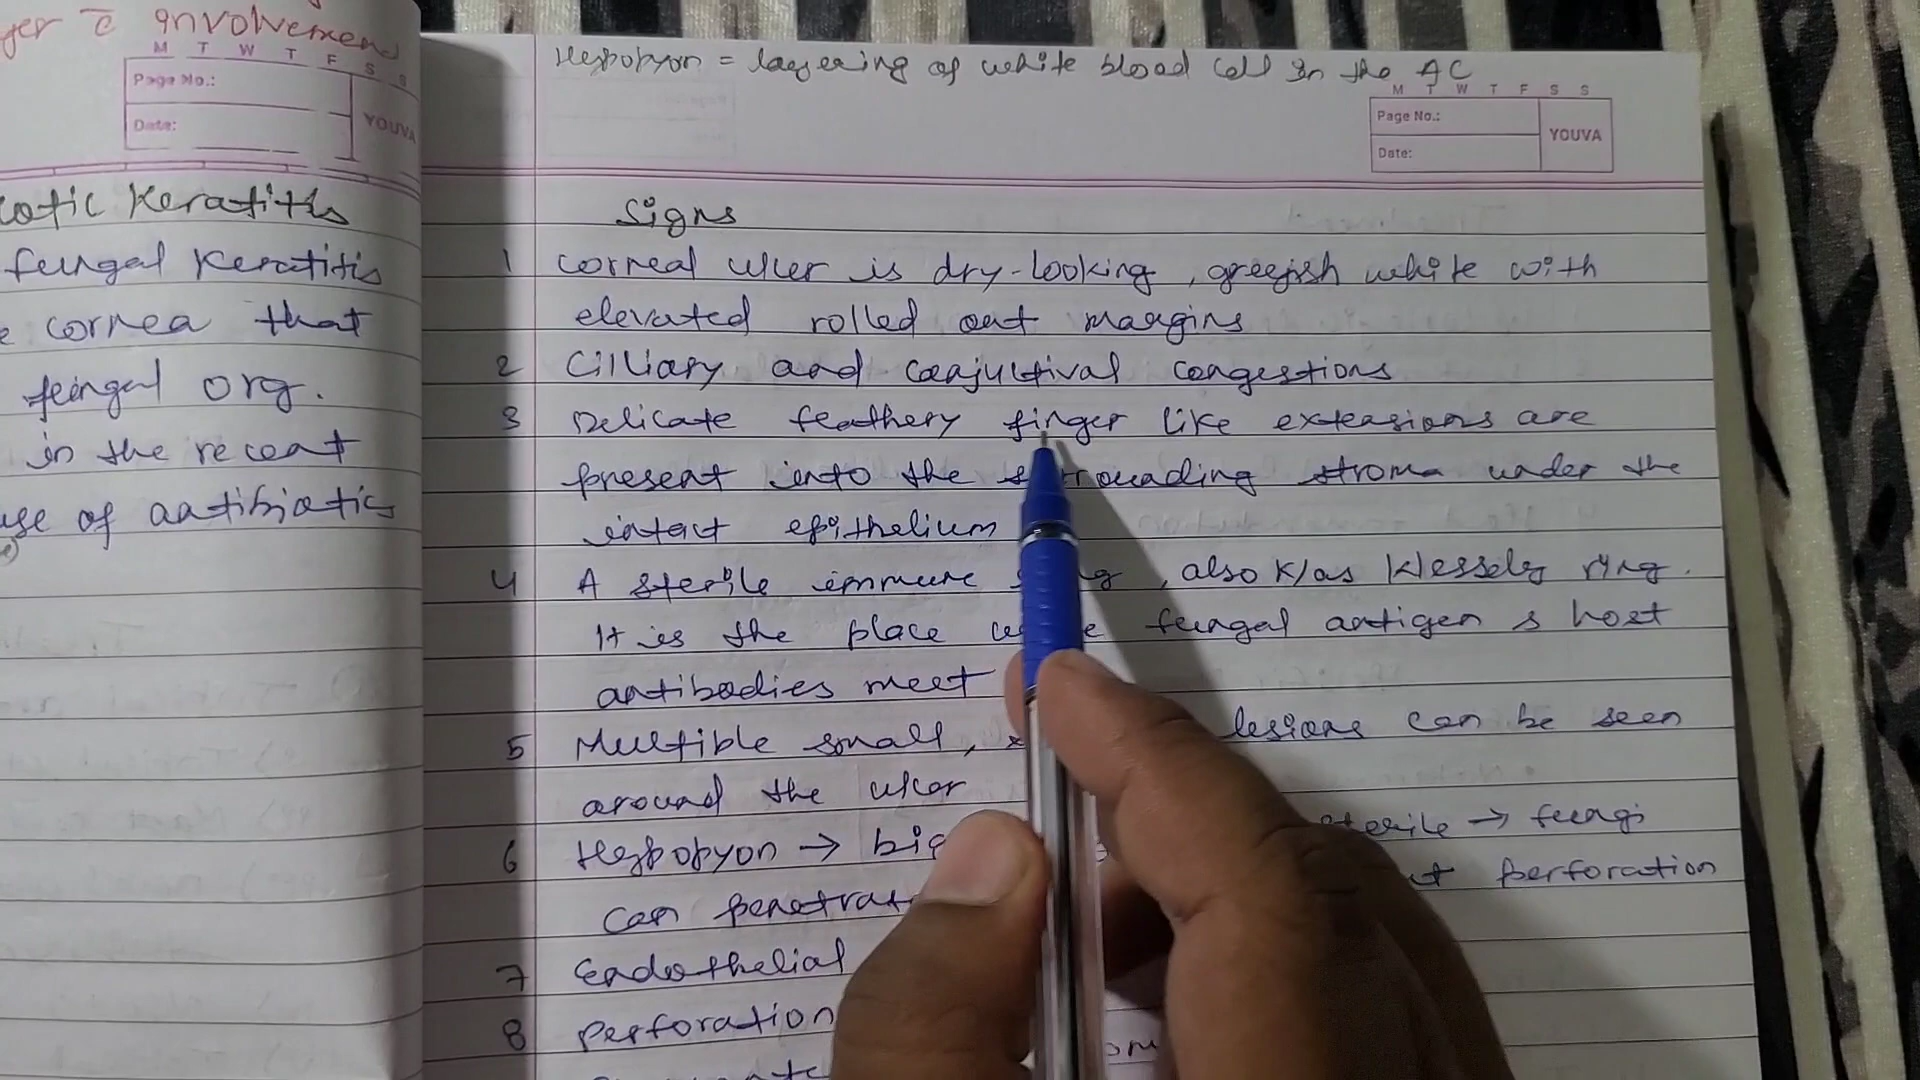 ger c̄ involvemen
M T W T F S S
Page No.:
Date:
YOUVA
otic Keratitis
fungal Keratitis
cornea that
fungal org.
in the recent
use of antibiotics
Hypopyon = layering of white blood cell in the AC
M T W T F S S
Page No.:
Date:
YOUVA
Signs
1 corneal ulcer is dry-looking, greyish white with
elevated rolled out margins
2 Cilliary and conjuctival congestions
3 Delicate feathery finger like extensions are
present into the surrounding stroma under the
intact epithelium
4 A sterile immune ring, also k/as Wessely ring.
It is the place fungal antigen & host
antibodies meet
5 Multiple small, lesions can be seen
around the ulcer
6 Hypopyon → big sterile → fungi
can penetrat perforation
7 Endothelial
8 Perforation